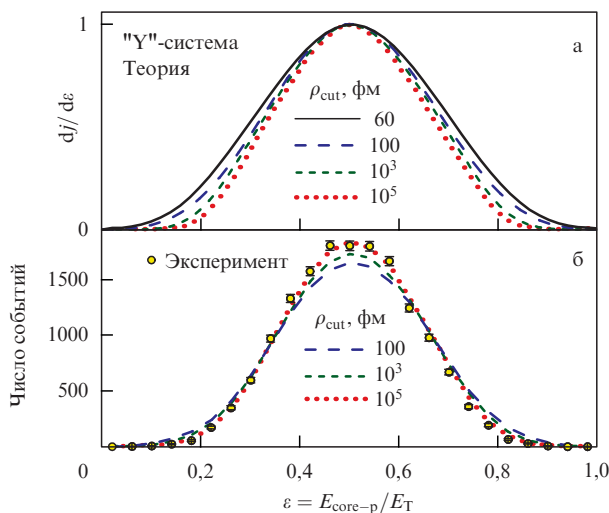 "Y"-система
Теория
а
ρcut, фм
60
100
10³
10⁵
dj/ dε
1
0
Эксперимент
б
ρcut, фм
100
10³
10⁵
Число событий
1500
1000
500
0
0,2
0,4
0,6
0,8
1,0
ε = Ecore–p/ET